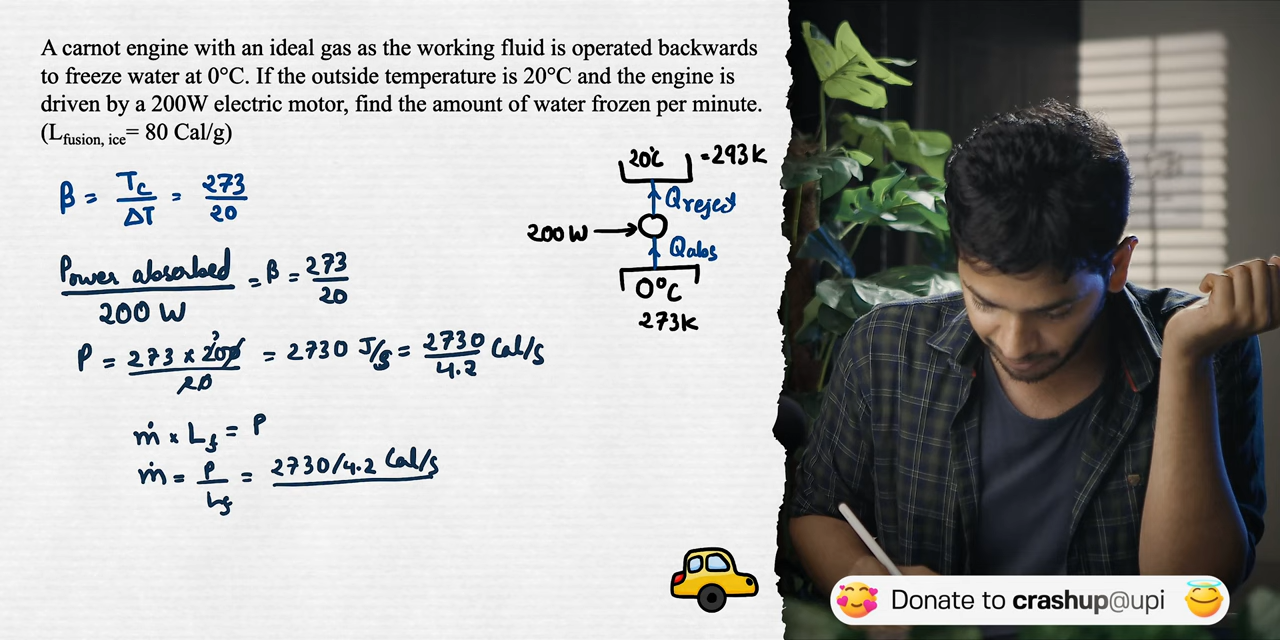 A carnot engine with an ideal gas as the working fluid is operated backwards
to freeze water at 0°C. If the outside temperature is 20°C and the engine is
driven by a 200W electric motor, find the amount of water frozen per minute.
(Lfusion, ice= 80 Cal/g)
β = Tc/ΔT = 273/20
Power absorbed/200 W = β = 273/20
P = 273 x 200/20 = 2730 J/s = 2730/4.2 Cal/s
ṁ x Lf = P
ṁ = P/Lf = 2730/4.2 Cal/s
20°C = 293K
Qreject
200W
Qabs
0°C
273K
Donate to crashup@upi